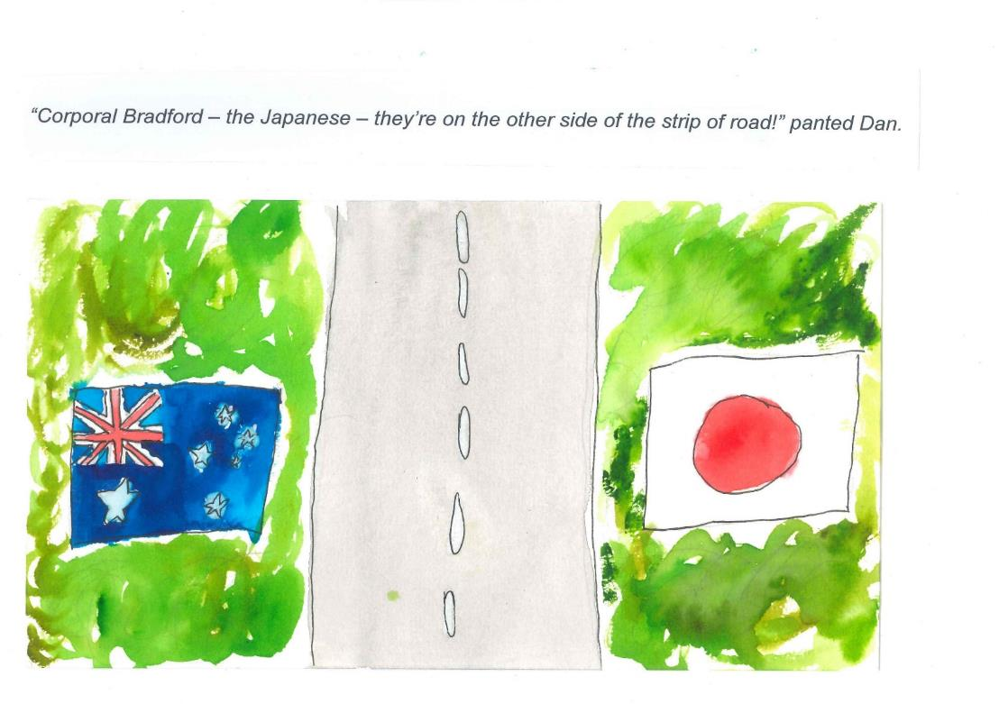 “Corporal Bradford – the Japanese – they’re on the other side of the strip of road!” panted Dan.